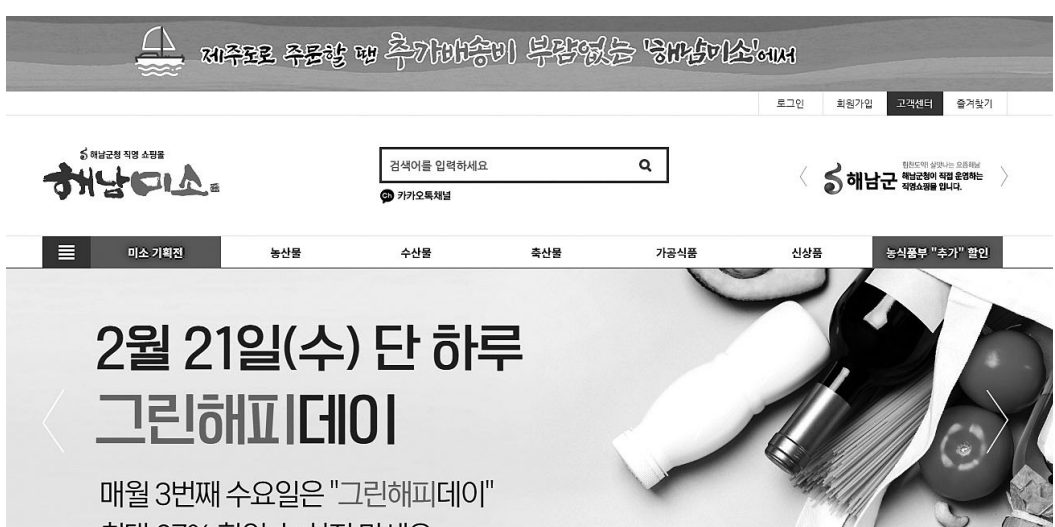 제주도로 주문할 땐 추가배송비 부담없는 '해남미소'에서
로그인 회원가입 고객센터 즐겨찾기
해남군청 직영 쇼핑몰
해남미소
검색어를 입력하세요
Ch 카카오톡채널
해남군
해남군청이 직접 운영하는
직영쇼핑몰 입니다.
미소 기획전 농산물 수산물 축산물 가공식품 신상품 농식품부 "추가" 할인
2월 21일(수) 단 하루
그린해피데이
매월 3번째 수요일은 "그린해피데이"